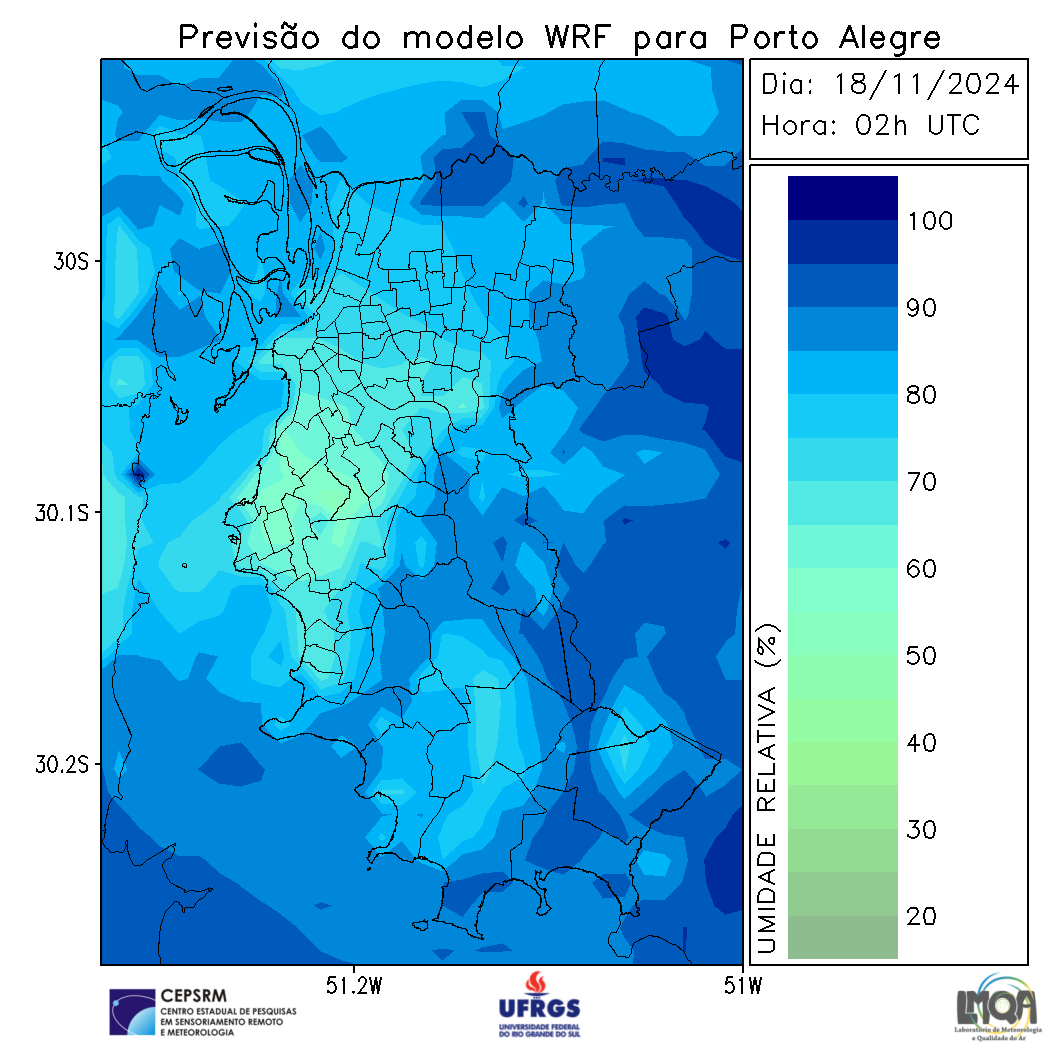 Previsão do modelo WRF para Porto Alegre
Dia: 18/11/2024
Hora: 02h UTC
100
90
80
70
60
50
40
30
20
UMIDADE RELATIVA (%)
30S
30.1S
30.2S
51.2W
51W
CEPSRM
CENTRO ESTADUAL DE PESQUISAS
EM SENSORIAMENTO REMOTO
E METEOROLOGIA
UFRGS
UNIVERSIDADE FEDERAL
DO RIO GRANDE DO SUL
LMQA
Laboratório de Meteorologia
e Qualidade do Ar